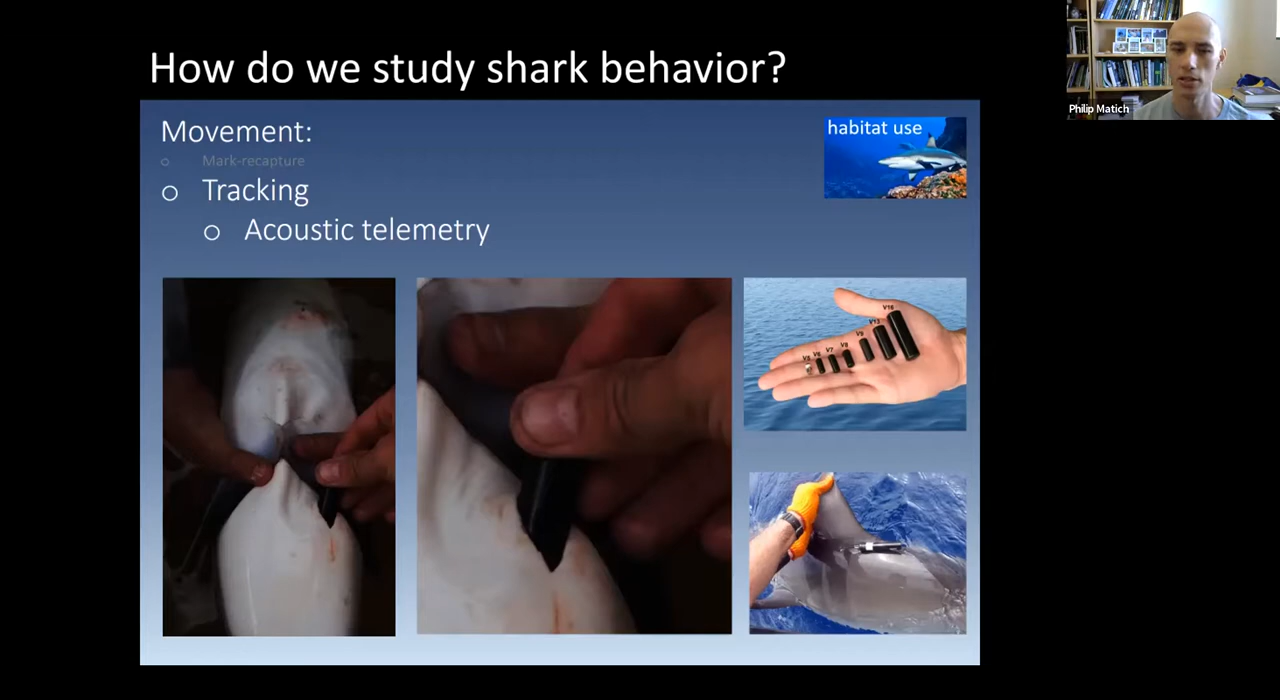 How do we study shark behavior?
Movement:
habitat use
○ Mark-recapture
○ Tracking
○ Acoustic telemetry
V5 V6 V7 V8 V9 V13 V16
Philip Matich